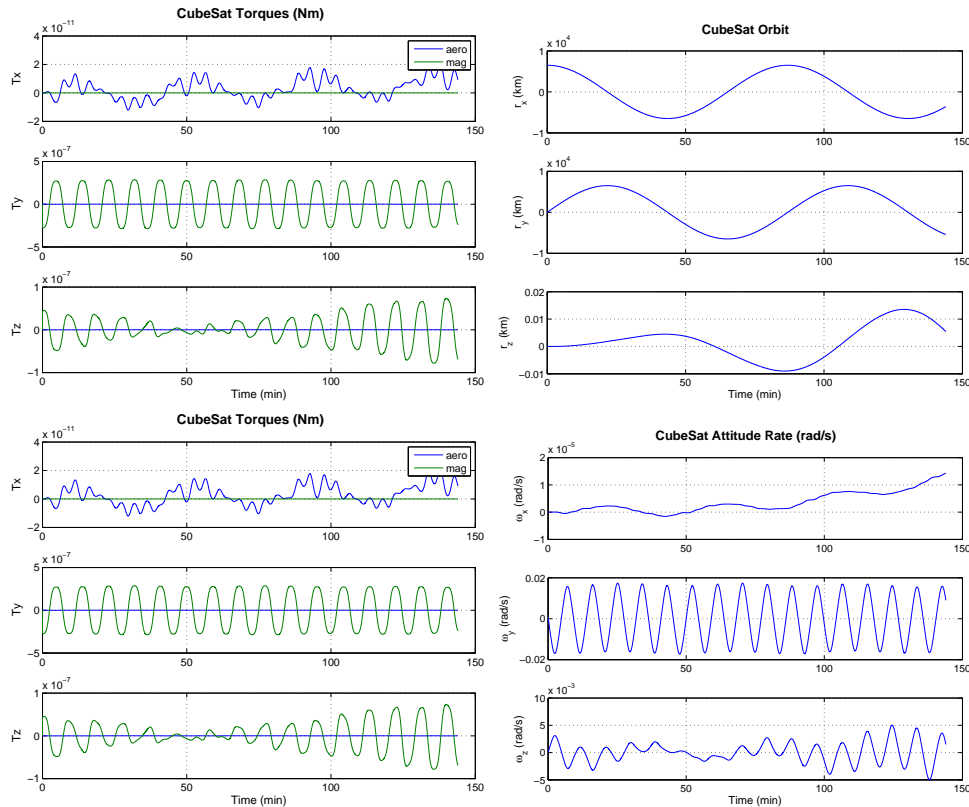 CubeSat Torques (Nm)
x 10^-11
4
2
0
−2
Tx
aero
mag
0
50
100
150
x 10^-7
5
0
−5
Ty
0
50
100
150
x 10^-7
1
0
−1
Tz
0
50
100
150
Time (min)
CubeSat Orbit
x 10^4
1
0
−1
r_x (km)
0
50
100
150
x 10^4
1
0
−1
r_y (km)
0
50
100
150
0.02
0.01
0
−0.01
r_z (km)
0
50
100
150
Time (min)
CubeSat Torques (Nm)
x 10^-11
4
2
0
−2
Tx
aero
mag
0
50
100
150
x 10^-7
5
0
−5
Ty
0
50
100
150
x 10^-7
1
0
−1
Tz
0
50
100
150
Time (min)
CubeSat Attitude Rate (rad/s)
x 10^-5
2
1
0
−1
ω_x (rad/s)
0
50
100
150
0.02
0
−0.02
ω_y (rad/s)
0
50
100
150
x 10^-3
10
5
0
−5
ω_z (rad/s)
0
50
100
150
Time (min)